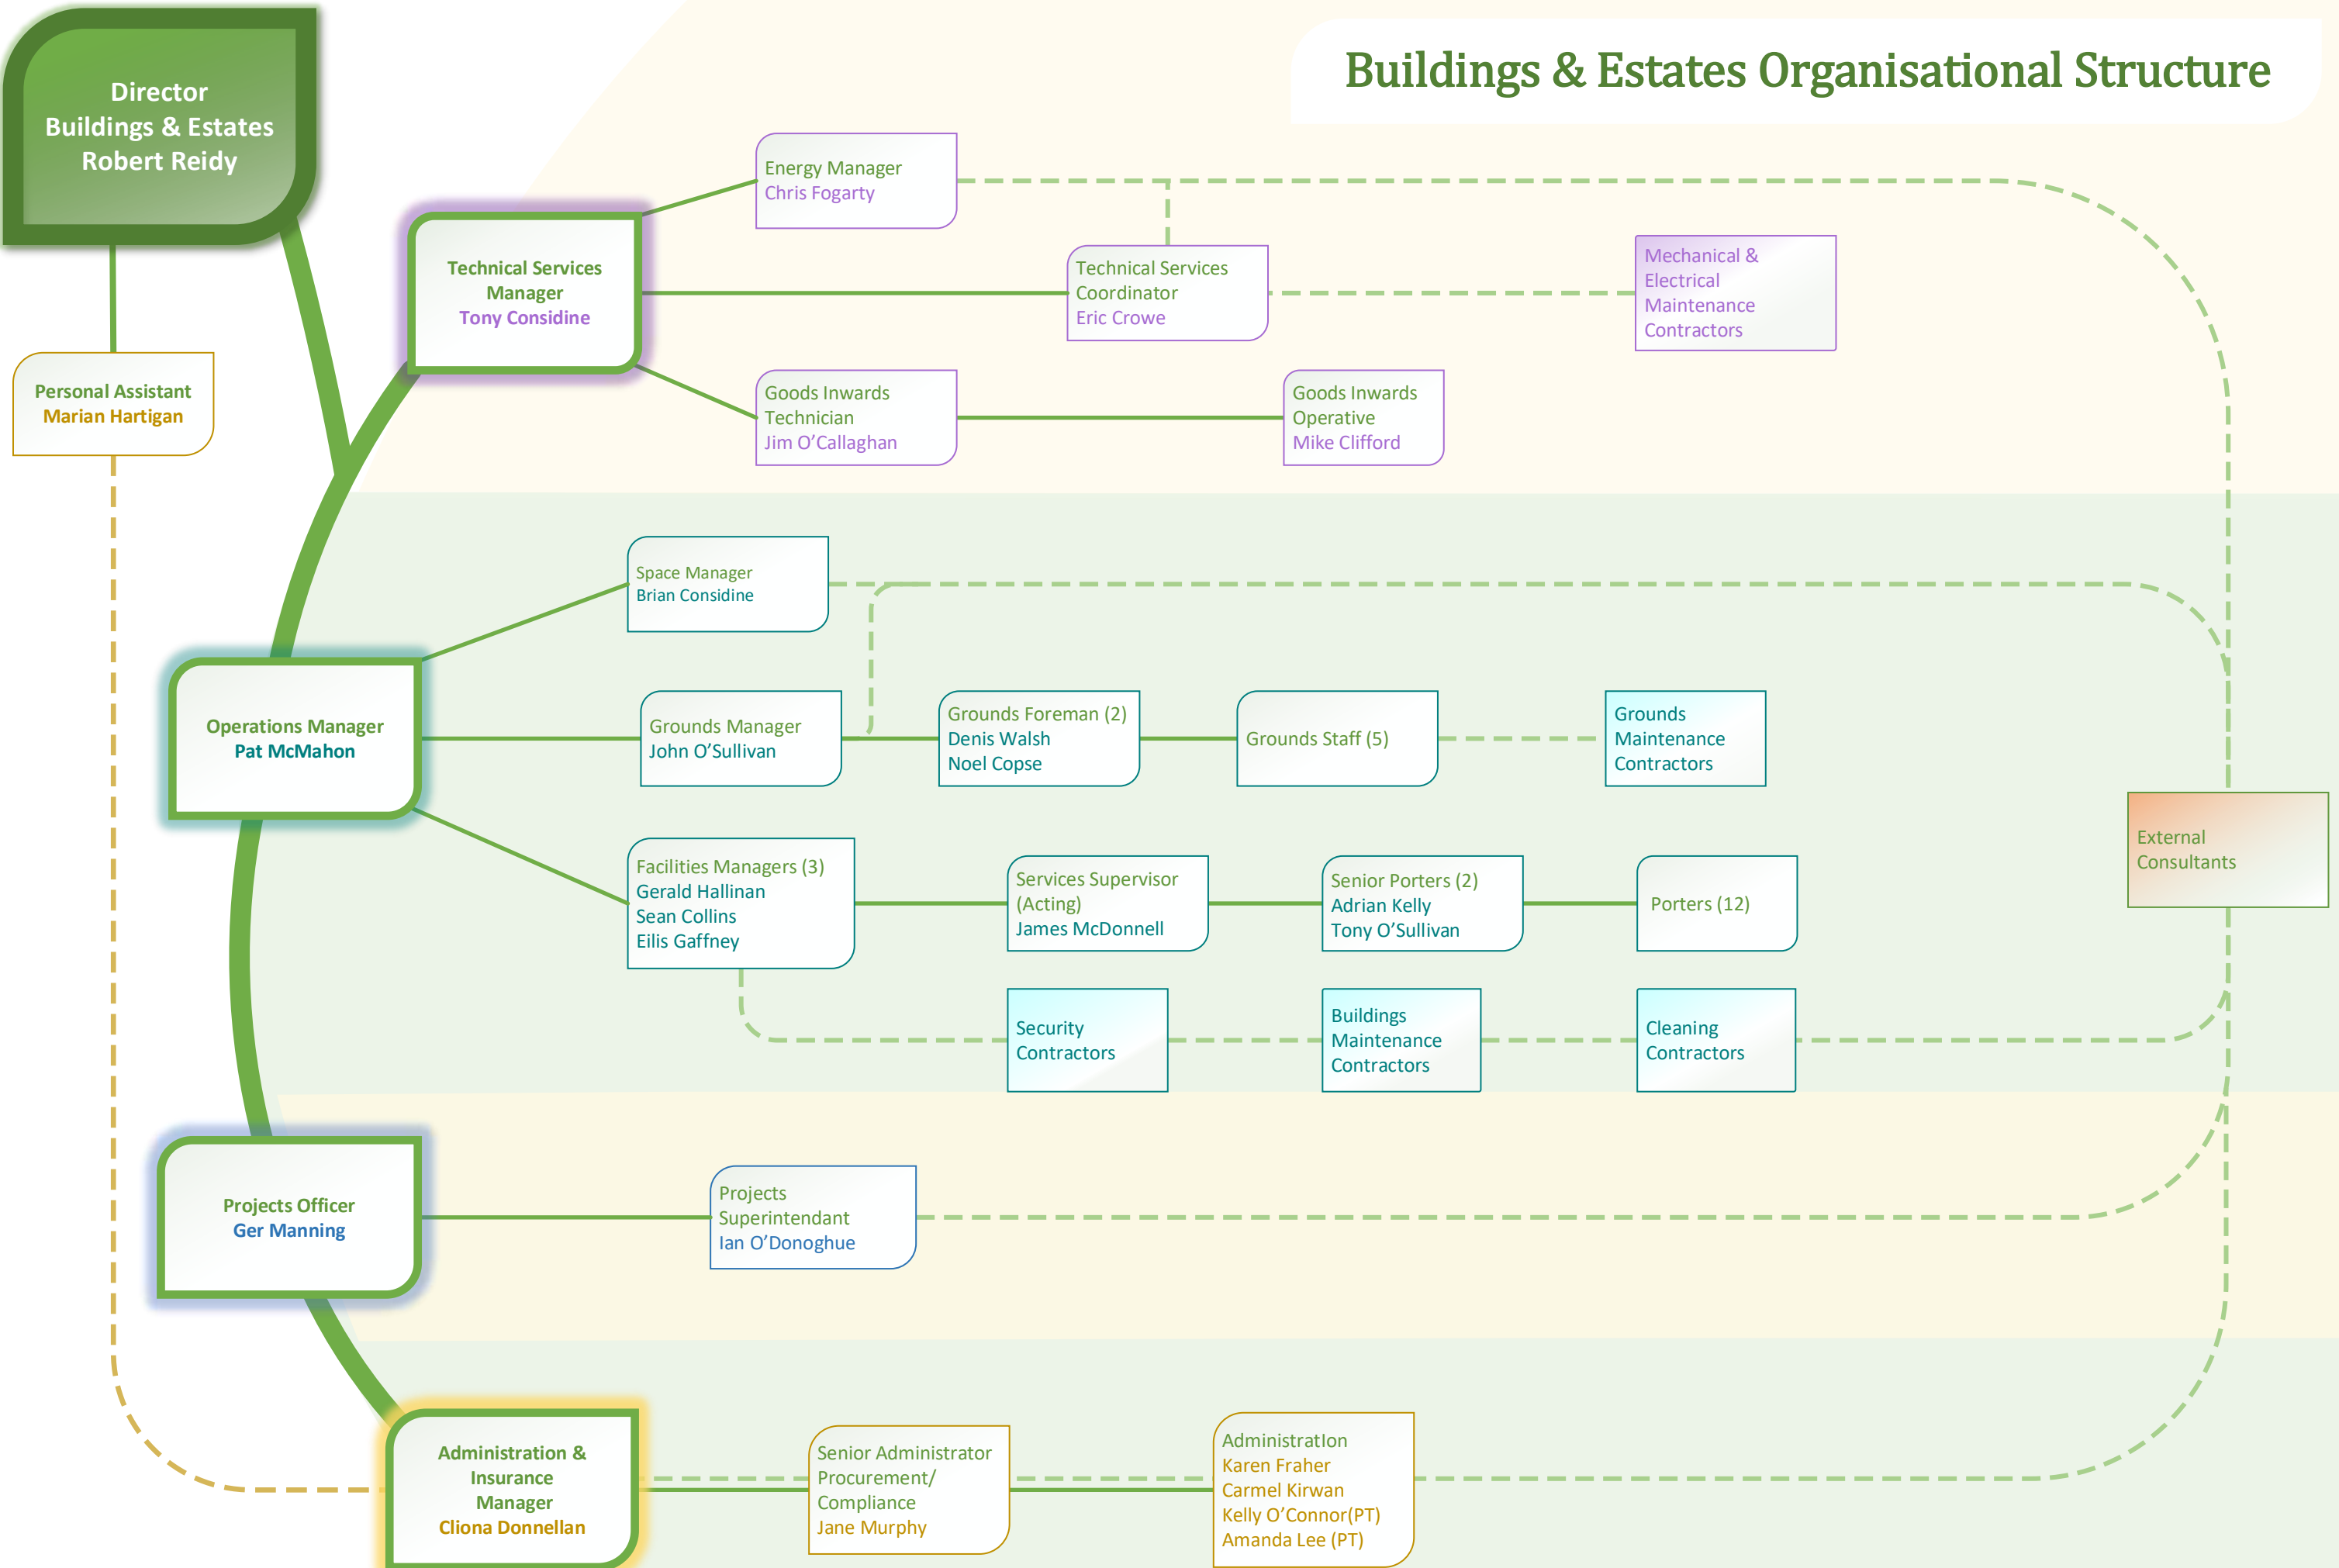 Buildings & Estates Organisational Structure
Director
Buildings & Estates
Robert Reidy
Personal Assistant
Marian Hartigan
Technical Services
Manager
Tony Considine
Energy Manager
Chris Fogarty
Technical Services
Coordinator
Eric Crowe
Mechanical &
Electrical
Maintenance
Contractors
Goods Inwards
Technician
Jim O’Callaghan
Goods Inwards
Operative
Mike Clifford
Operations Manager
Pat McMahon
Space Manager
Brian Considine
Grounds Manager
John O’Sullivan
Grounds Foreman (2)
Denis Walsh
Noel Copse
Grounds Staff (5)
Grounds
Maintenance
Contractors
Facilities Managers (3)
Gerald Hallinan
Sean Collins
Eilis Gaffney
Services Supervisor
(Acting)
James McDonnell
Senior Porters (2)
Adrian Kelly
Tony O’Sullivan
Porters (12)
External
Consultants
Security
Contractors
Buildings
Maintenance
Contractors
Cleaning
Contractors
Projects Officer
Ger Manning
Projects
Superintendant
Ian O’Donoghue
Administration &
Insurance
Manager
Cliona Donnellan
Senior Administrator
Procurement/
Compliance
Jane Murphy
AdministratIon
Karen Fraher
Carmel Kirwan
Kelly O’Connor(PT)
Amanda Lee (PT)